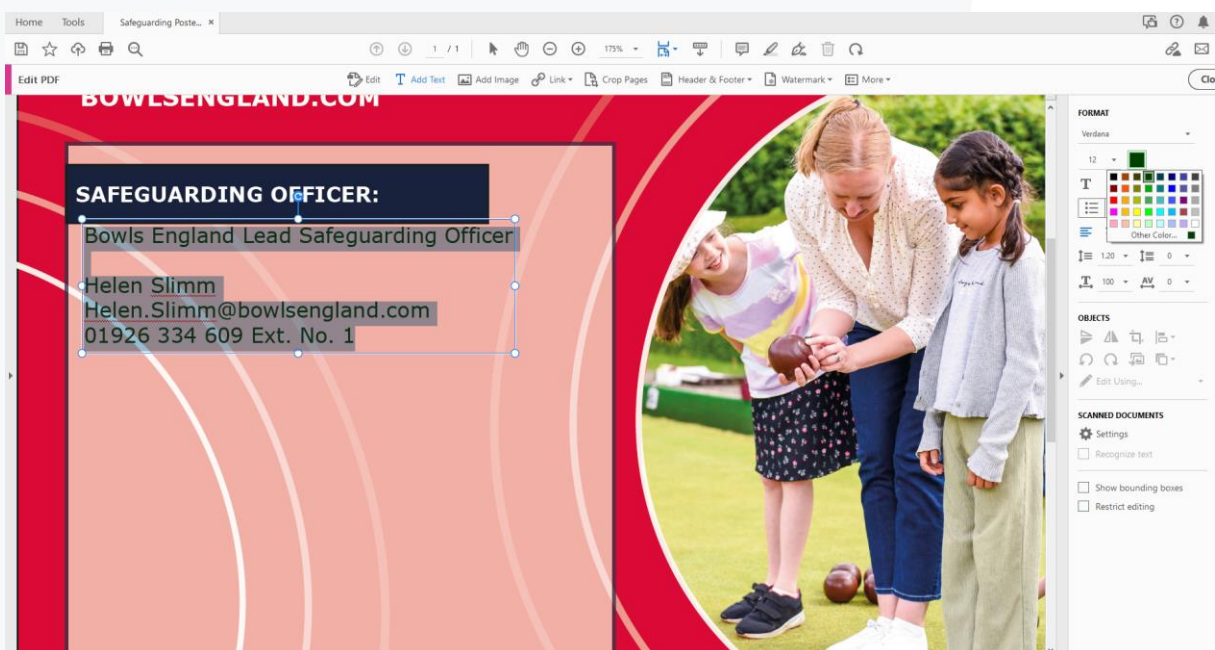 Home Tools Safeguarding Poste... ×
1 / 1 175%
Edit PDF Edit Add Text Add Image Link Crop Pages Header & Footer Watermark More Clo
BOWLSENGLAND.COM
SAFEGUARDING OFFICER:
Bowls England Lead Safeguarding Officer
Helen Slimm
Helen.Slimm@bowlsengland.com
01926 334 609 Ext. No. 1
FORMAT
Verdana
12
T
Other Color...
1.20 0
T 100 AV 0
OBJECTS
Edit Using...
SCANNED DOCUMENTS
Settings
Recognize text
Show bounding boxes
Restrict editing